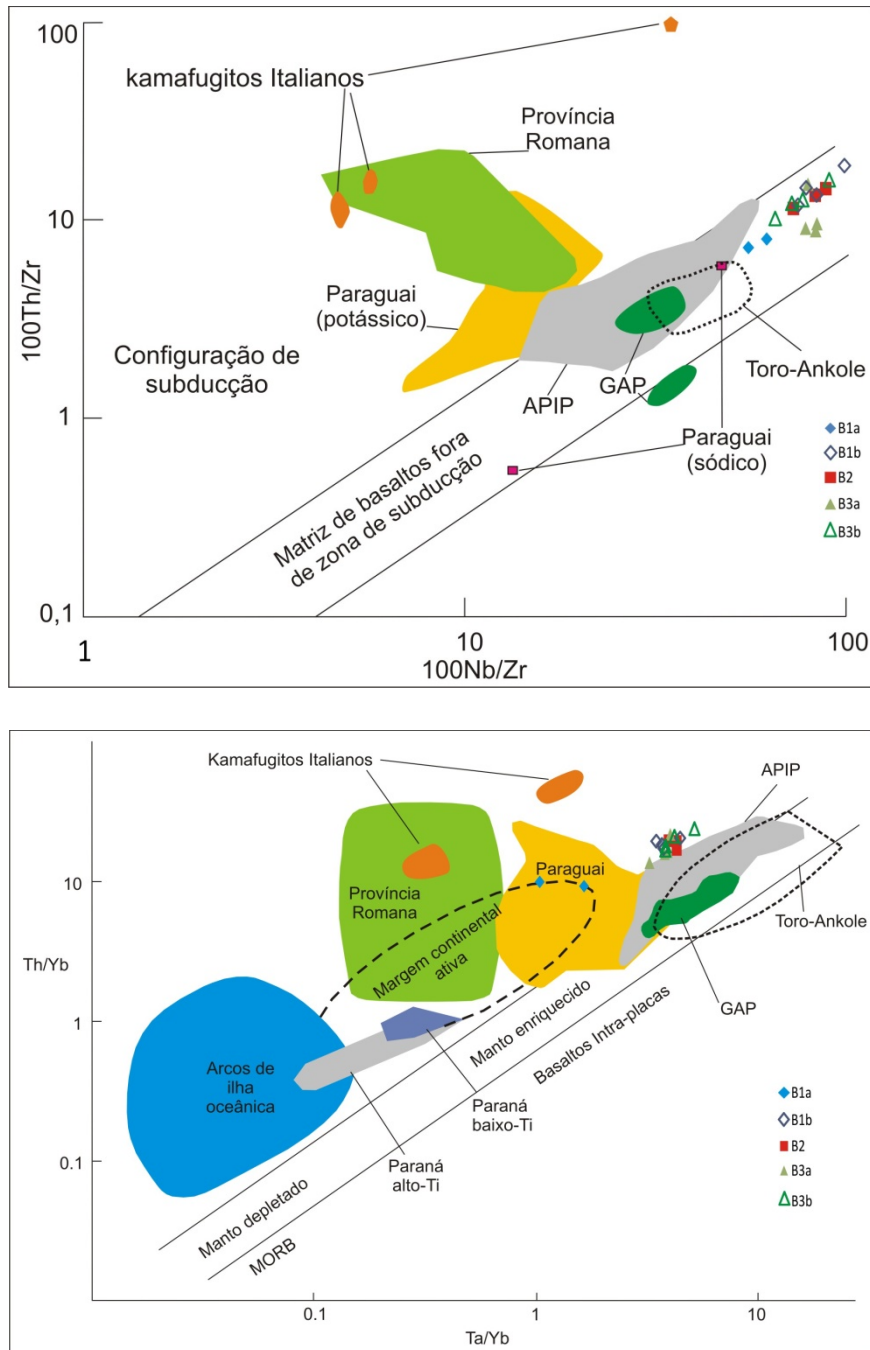 100
kamafugitos Italianos
Província
Romana
10
100Th/Zr
Paraguai
(potássico)
Configuração de
subducção
Toro-Ankole
GAP
APIP
1
Paraguai
(sódico)
Matriz de basaltos fora
de zona de subducção
B1a
B1b
B2
B3a
B3b
0,1
1
10
100
100Nb/Zr
Kamafugitos Italianos
APIP
10
Paraguai
Província
Romana
Margem continental
ativa
Toro-Ankole
Th/Yb
GAP
Manto enriquecido
Basaltos Intra-placas
1
Arcos de
ilha
oceânica
Paraná
baixo-Ti
Paraná
alto-Ti
0.1
Manto depletado
MORB
B1a
B1b
B2
B3a
B3b
0.1
1
10
Ta/Yb